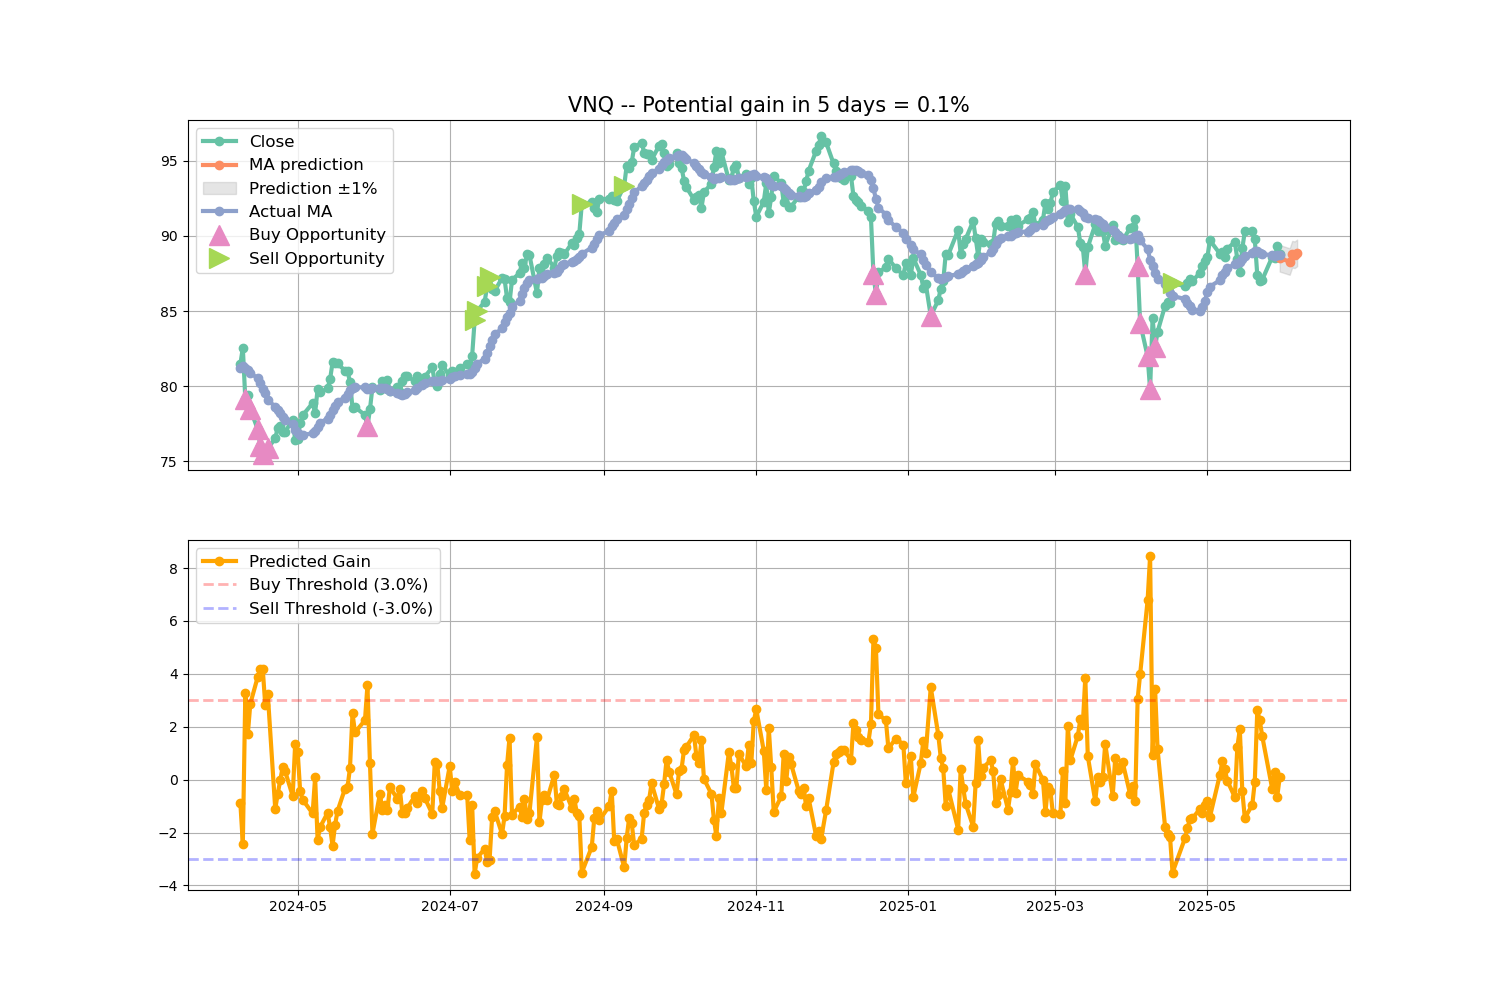 VNQ -- Potential gain in 5 days = 0.1%
Close
MA prediction
Prediction ±1%
Actual MA
Buy Opportunity
Sell Opportunity
95
90
85
80
75
Predicted Gain
Buy Threshold (3.0%)
Sell Threshold (-3.0%)
8
6
4
2
0
−2
−4
2024-05 2024-07 2024-09 2024-11 2025-01 2025-03 2025-05